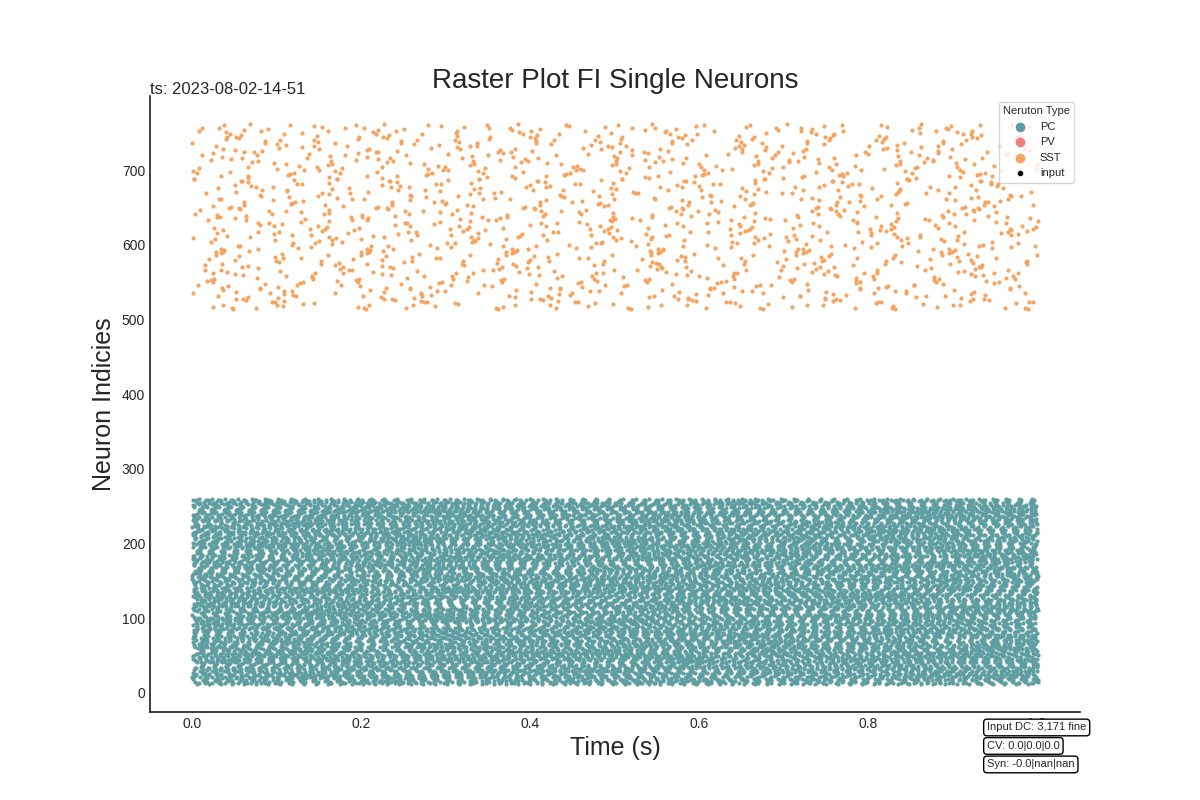 Raster Plot FI Single Neurons
ts: 2023-08-02-14-51
Neruton Type
PC
PV
SST
input
Neuron Indicies
700
600
500
400
300
200
100
0
0.0 0.2 0.4 0.6 0.8
Time (s)
Input DC: 3,171 fine
CV: 0.0|0.0|0.0
Syn: -0.0|nan|nan